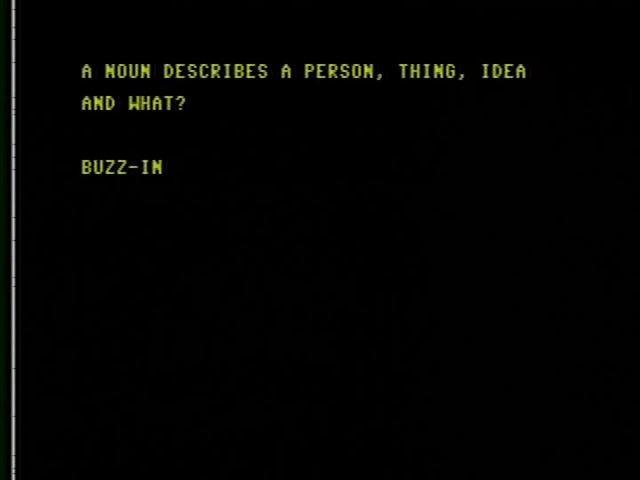 A NOUN DESCRIBES A PERSON, THING, IDEA
AND WHAT?
BUZZ-IN